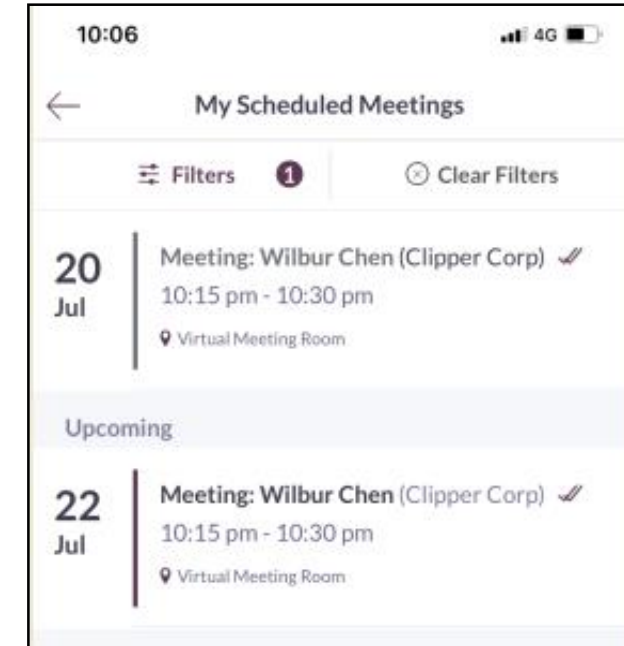 10:06
4G
My Scheduled Meetings
Filters 1
Clear Filters
20
Jul
Meeting: Wilbur Chen (Clipper Corp)
10:15 pm - 10:30 pm
Virtual Meeting Room
Upcoming
22
Jul
Meeting: Wilbur Chen (Clipper Corp)
10:15 pm - 10:30 pm
Virtual Meeting Room